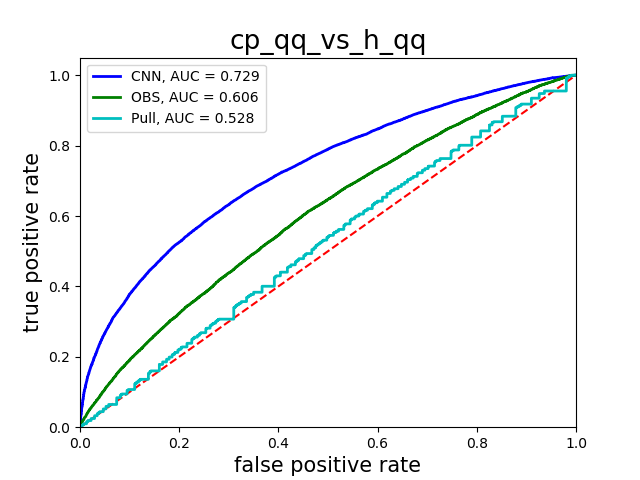 cp_qq_vs_h_qq
CNN, AUC = 0.729
OBS, AUC = 0.606
Pull, AUC = 0.528
true positive rate
1.0
0.8
0.6
0.4
0.2
0.0
0.0 0.2 0.4 0.6 0.8 1.0
false positive rate